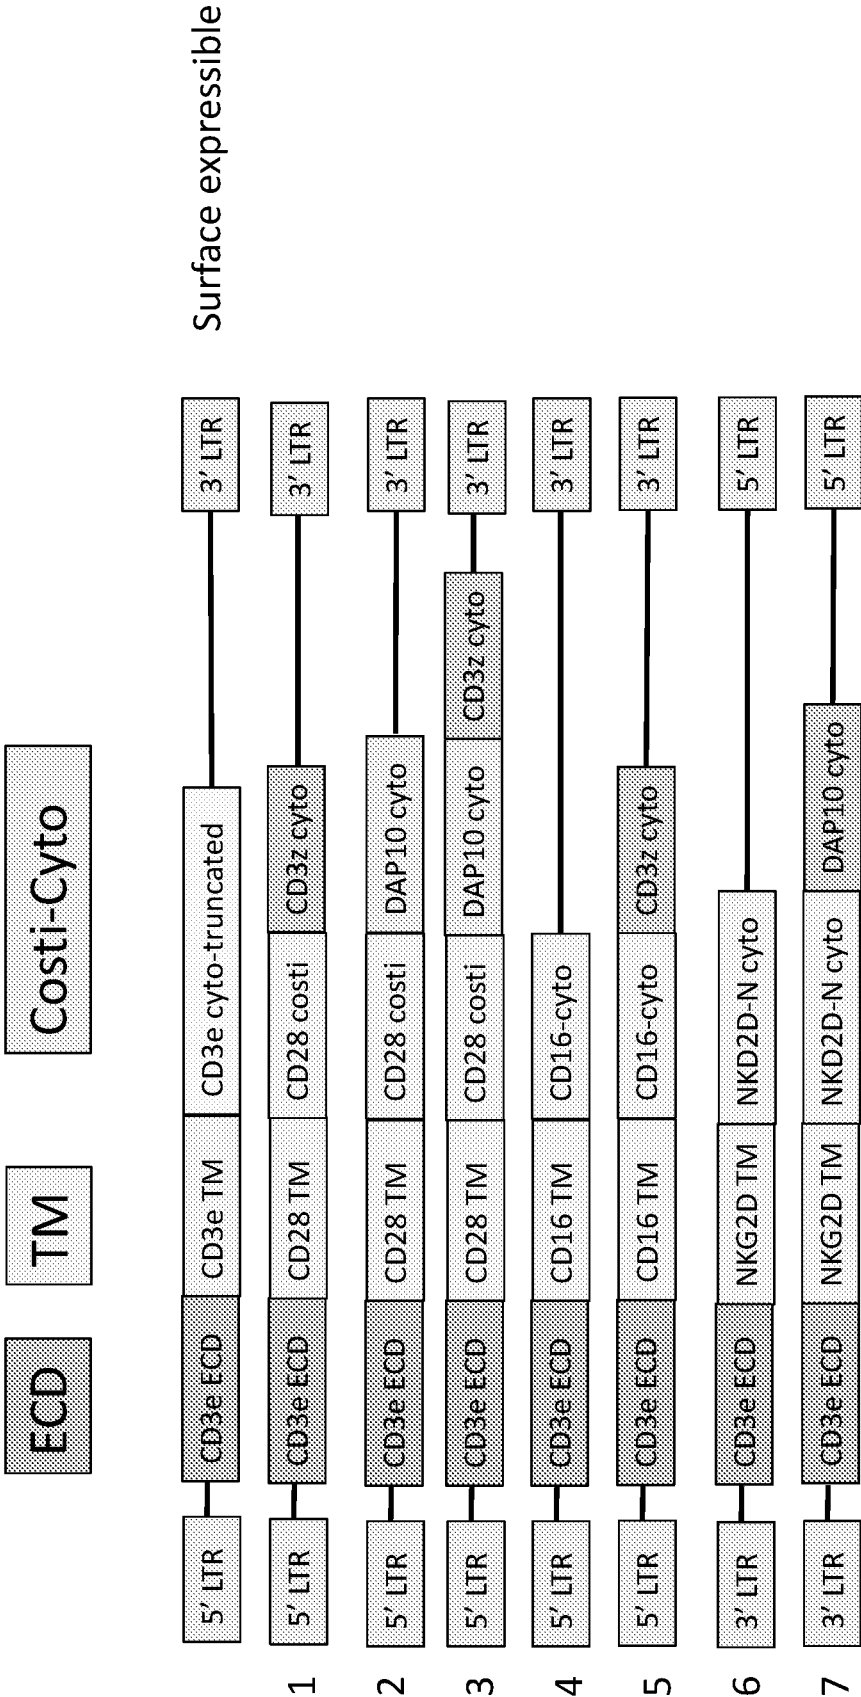 ECD TM Costi-Cyto
5′ LTR CD3e ECD CD3e TM CD3e cyto-truncated 3′ LTR Surface expressible
1 5′ LTR CD3e ECD CD28 TM CD28 costi CD3z cyto 3′ LTR
2 5′ LTR CD3e ECD CD28 TM CD28 costi DAP10 cyto 3′ LTR
3 5′ LTR CD3e ECD CD28 TM CD28 costi DAP10 cyto CD3z cyto 3′ LTR
4 5′ LTR CD3e ECD CD16 TM CD16-cyto 3′ LTR
5 5′ LTR CD3e ECD CD16 TM CD16-cyto CD3z cyto 3′ LTR
6 3′ LTR CD3e ECD NKG2D TM NKD2D-N cyto 5′ LTR
7 3′ LTR CD3e ECD NKG2D TM NKD2D-N cyto DAP10 cyto 5′ LTR